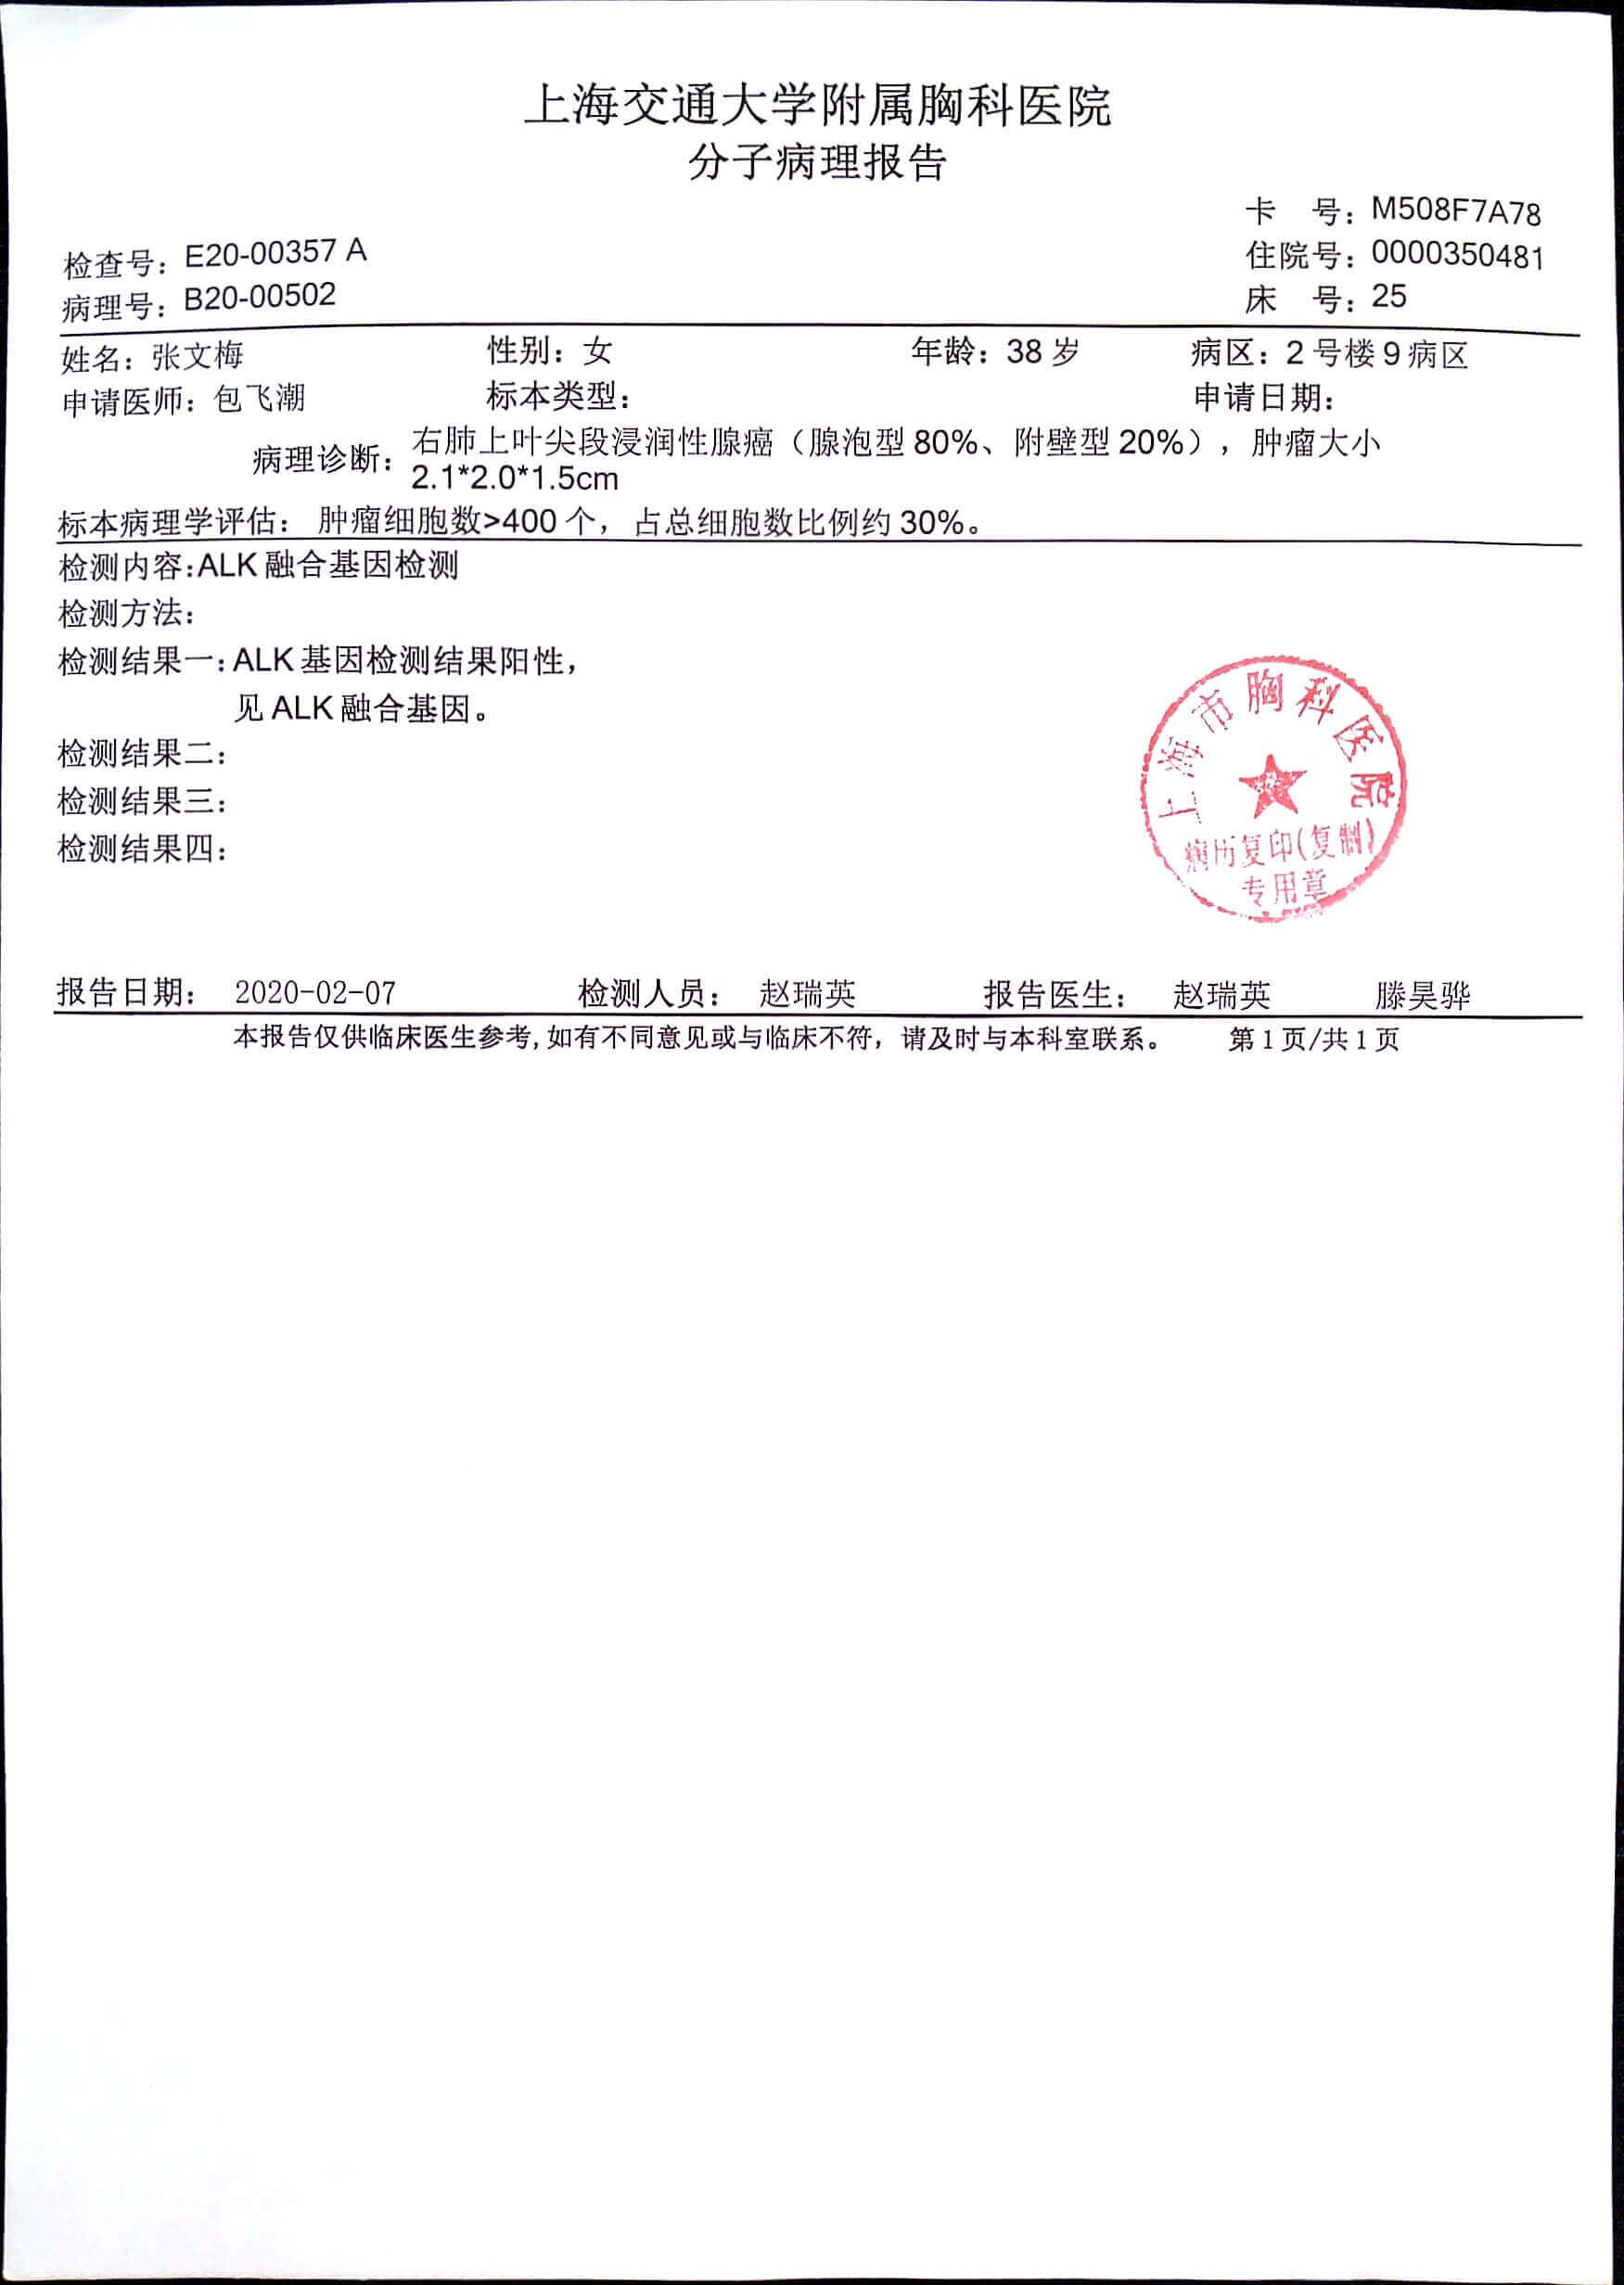 上海交通大学附属胸科医院
分子病理报告
卡 号：M508F7A78
检查号：E20-00357 A
住院号：0000350481
病理号：B20-00502
床 号：25
姓名：张文梅 性别：女 年龄：38 岁 病区：2 号楼 9 病区
申请医师：包飞潮 标本类型： 申请日期：
病理诊断：右肺上叶尖段浸润性腺癌（腺泡型 80%、附壁型 20%），肿瘤大小
2.1*2.0*1.5cm
标本病理学评估： 肿瘤细胞数>400 个，占总细胞数比例约 30%。
检测内容:ALK 融合基因检测
检测方法：
检测结果一:ALK 基因检测结果阳性，
见 ALK 融合基因。
检测结果二：
检测结果三：
检测结果四：
上海市胸科医院
病历复印(复制)
专用章
报告日期： 2020-02-07 检测人员： 赵瑞英 报告医生： 赵瑞英 滕昊骅
本报告仅供临床医生参考,如有不同意见或与临床不符，请及时与本科室联系。 第 1 页/共 1 页